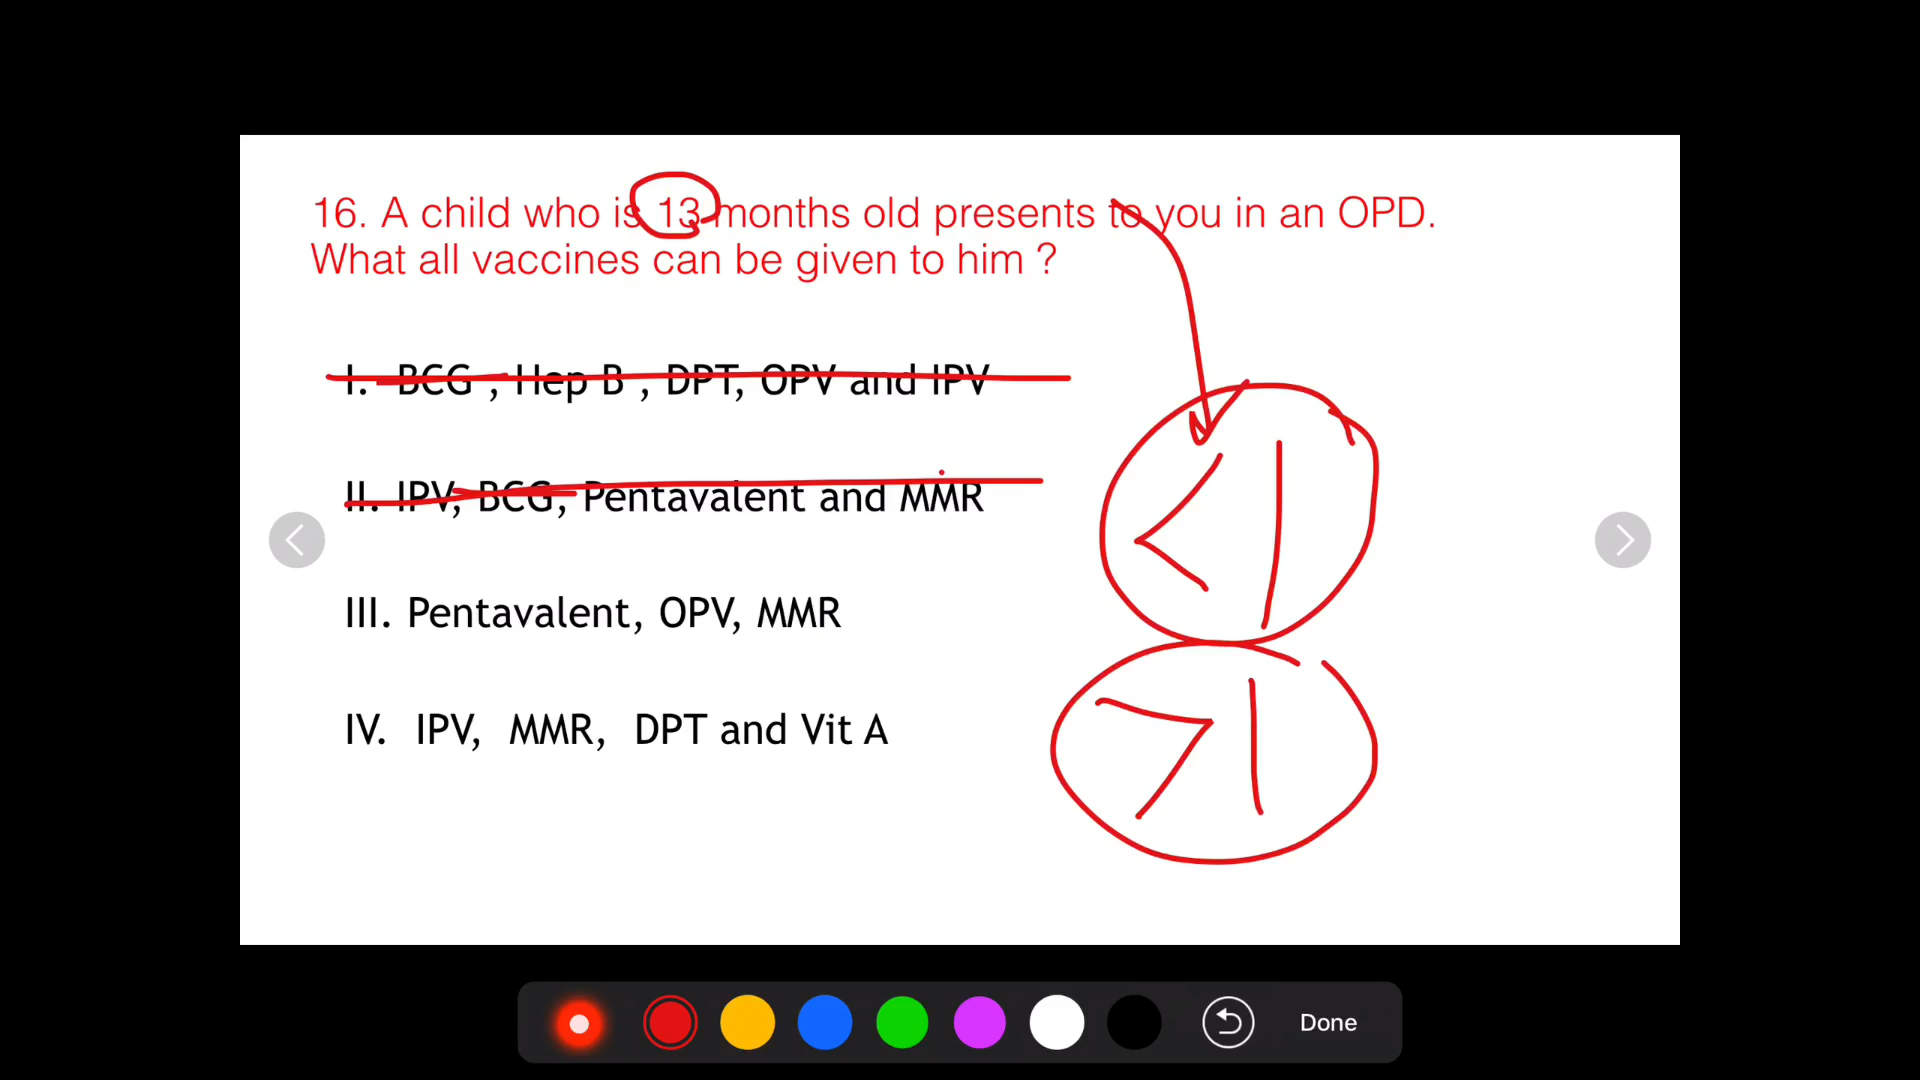 16. A child who is 13 months old presents to you in an OPD.
What all vaccines can be given to him ?
I. BCG , Hep B , DPT, OPV and IPV
II. IPV, BCG, Pentavalent and MMR
<1
III. Pentavalent, OPV, MMR
IV. IPV, MMR, DPT and Vit A
>1
Done